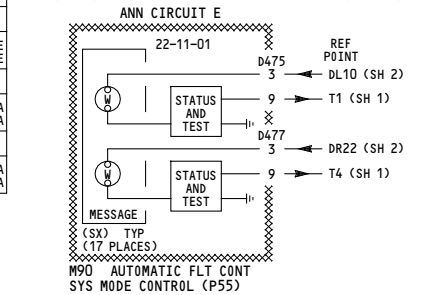 ANN CIRCUIT E
22-11-01
REF
POINT
D475
3 DL10 (SH 2)
W
STATUS
AND
TEST
9 T1 (SH 1)
D477
3 DR22 (SH 2)
W
STATUS
AND
TEST
9 T4 (SH 1)
MESSAGE
(SX) TYP
(17 PLACES)
M90 AUTOMATIC FLT CONT
SYS MODE CONTROL (P55)
E
E
A
A
A
A